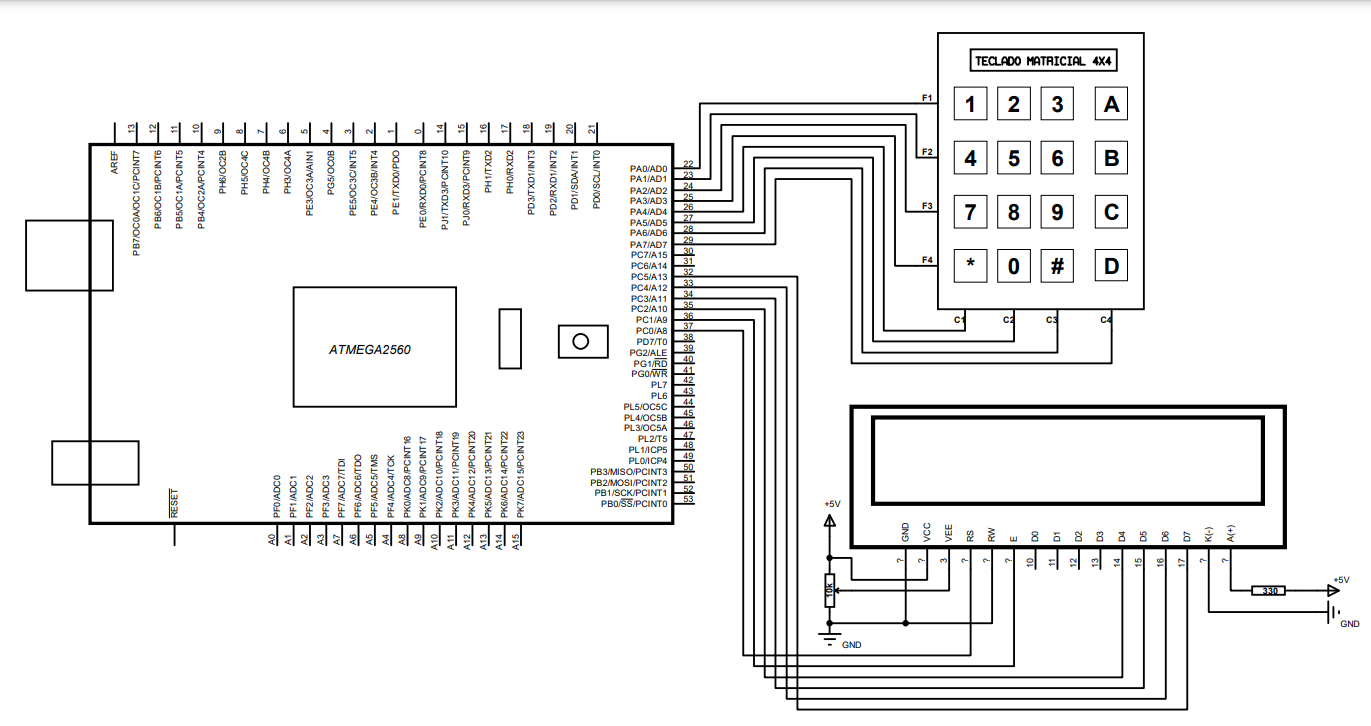 TECLADO MATRICIAL 4X4
F1
1 2 3 A
F2
4 5 6 B
F3
7 8 9 C
F4
* 0 # D
C1 C2 C3 C4
AREF
13 PB7/OC0A/OC1C/PCINT7
12 PB6/OC1B/PCINT6
11 PB5/OC1A/PCINT5
10 PB4/OC2A/PCINT4
9 PH6/OC2B
8 PH5/OC4C
7 PH4/OC4B
6 PH3/OC4A
5 PE3/OC3A/AIN1
4 PG5/OC0B
3 PE5/OC3C/PCINT5
2 PE4/OC3B/INT4
1 PE1/TXD0/PDO
0 PE0/RXD0/PCINT8
14 PJ1/TXD3/PCINT10
15 PJ0/RXD3/PCINT9
16 PH1/TXD2
17 PH0/RXD2
18 PD3/TXD1/INT3
19 PD2/RXD1/INT2
20 PD1/SDA/INT1
21 PD0/SCL/INT0
PA0/AD0 22
PA1/AD1 23
PA2/AD2 24
PA3/AD3 25
PA4/AD4 26
PA5/AD5 27
PA6/AD6 28
PA7/AD7 29
PC7/A15 30
PC6/A14 31
PC5/A13 32
PC4/A12 33
PC3/A11 34
PC2/A10 35
PC1/A9 36
PC0/A8 37
PD7/T0 38
PG2/ALE 39
PG1/RD 40
PG0/WR 41
PL7 42
PL6 43
PL5/OC5C 44
PL4/OC5B 45
PL3/OC5A 46
PL2/T5 47
PL1/ICP5 48
PL0/ICP4 49
PB3/MISO/PCINT3 50
PB2/MOSI/PCINT2 51
PB1/SCK/PCINT1 52
PB0/SS/PCINT0 53
ATMEGA2560
RESET
PF0/ADC0 A0
PF1/ADC1 A1
PF2/ADC2 A2
PF3/ADC3 A3
PF7/ADC7/TDI A7
PF6/ADC6/TDO A6
PF5/ADC5/TMS A5
PF4/ADC4/TCK A4
PK0/ADC8/PCINT16 A8
PK1/ADC9/PCINT17 A9
PK2/ADC10/PCINT18 A10
PK3/ADC11/PCINT19 A11
PK4/ADC12/PCINT20 A12
PK5/ADC13/PCINT21 A13
PK6/ADC14/PCINT22 A14
PK7/ADC15/PCINT23 A15
+5V
10k
GND
GND ?
VCC ?
VEE 3
RS ?
RW ?
E ?
D0 10
D1 11
D2 12
D3 13
D4 14
D5 15
D6 16
D7 17
K(-) ?
A(+) ?
330
+5V
GND